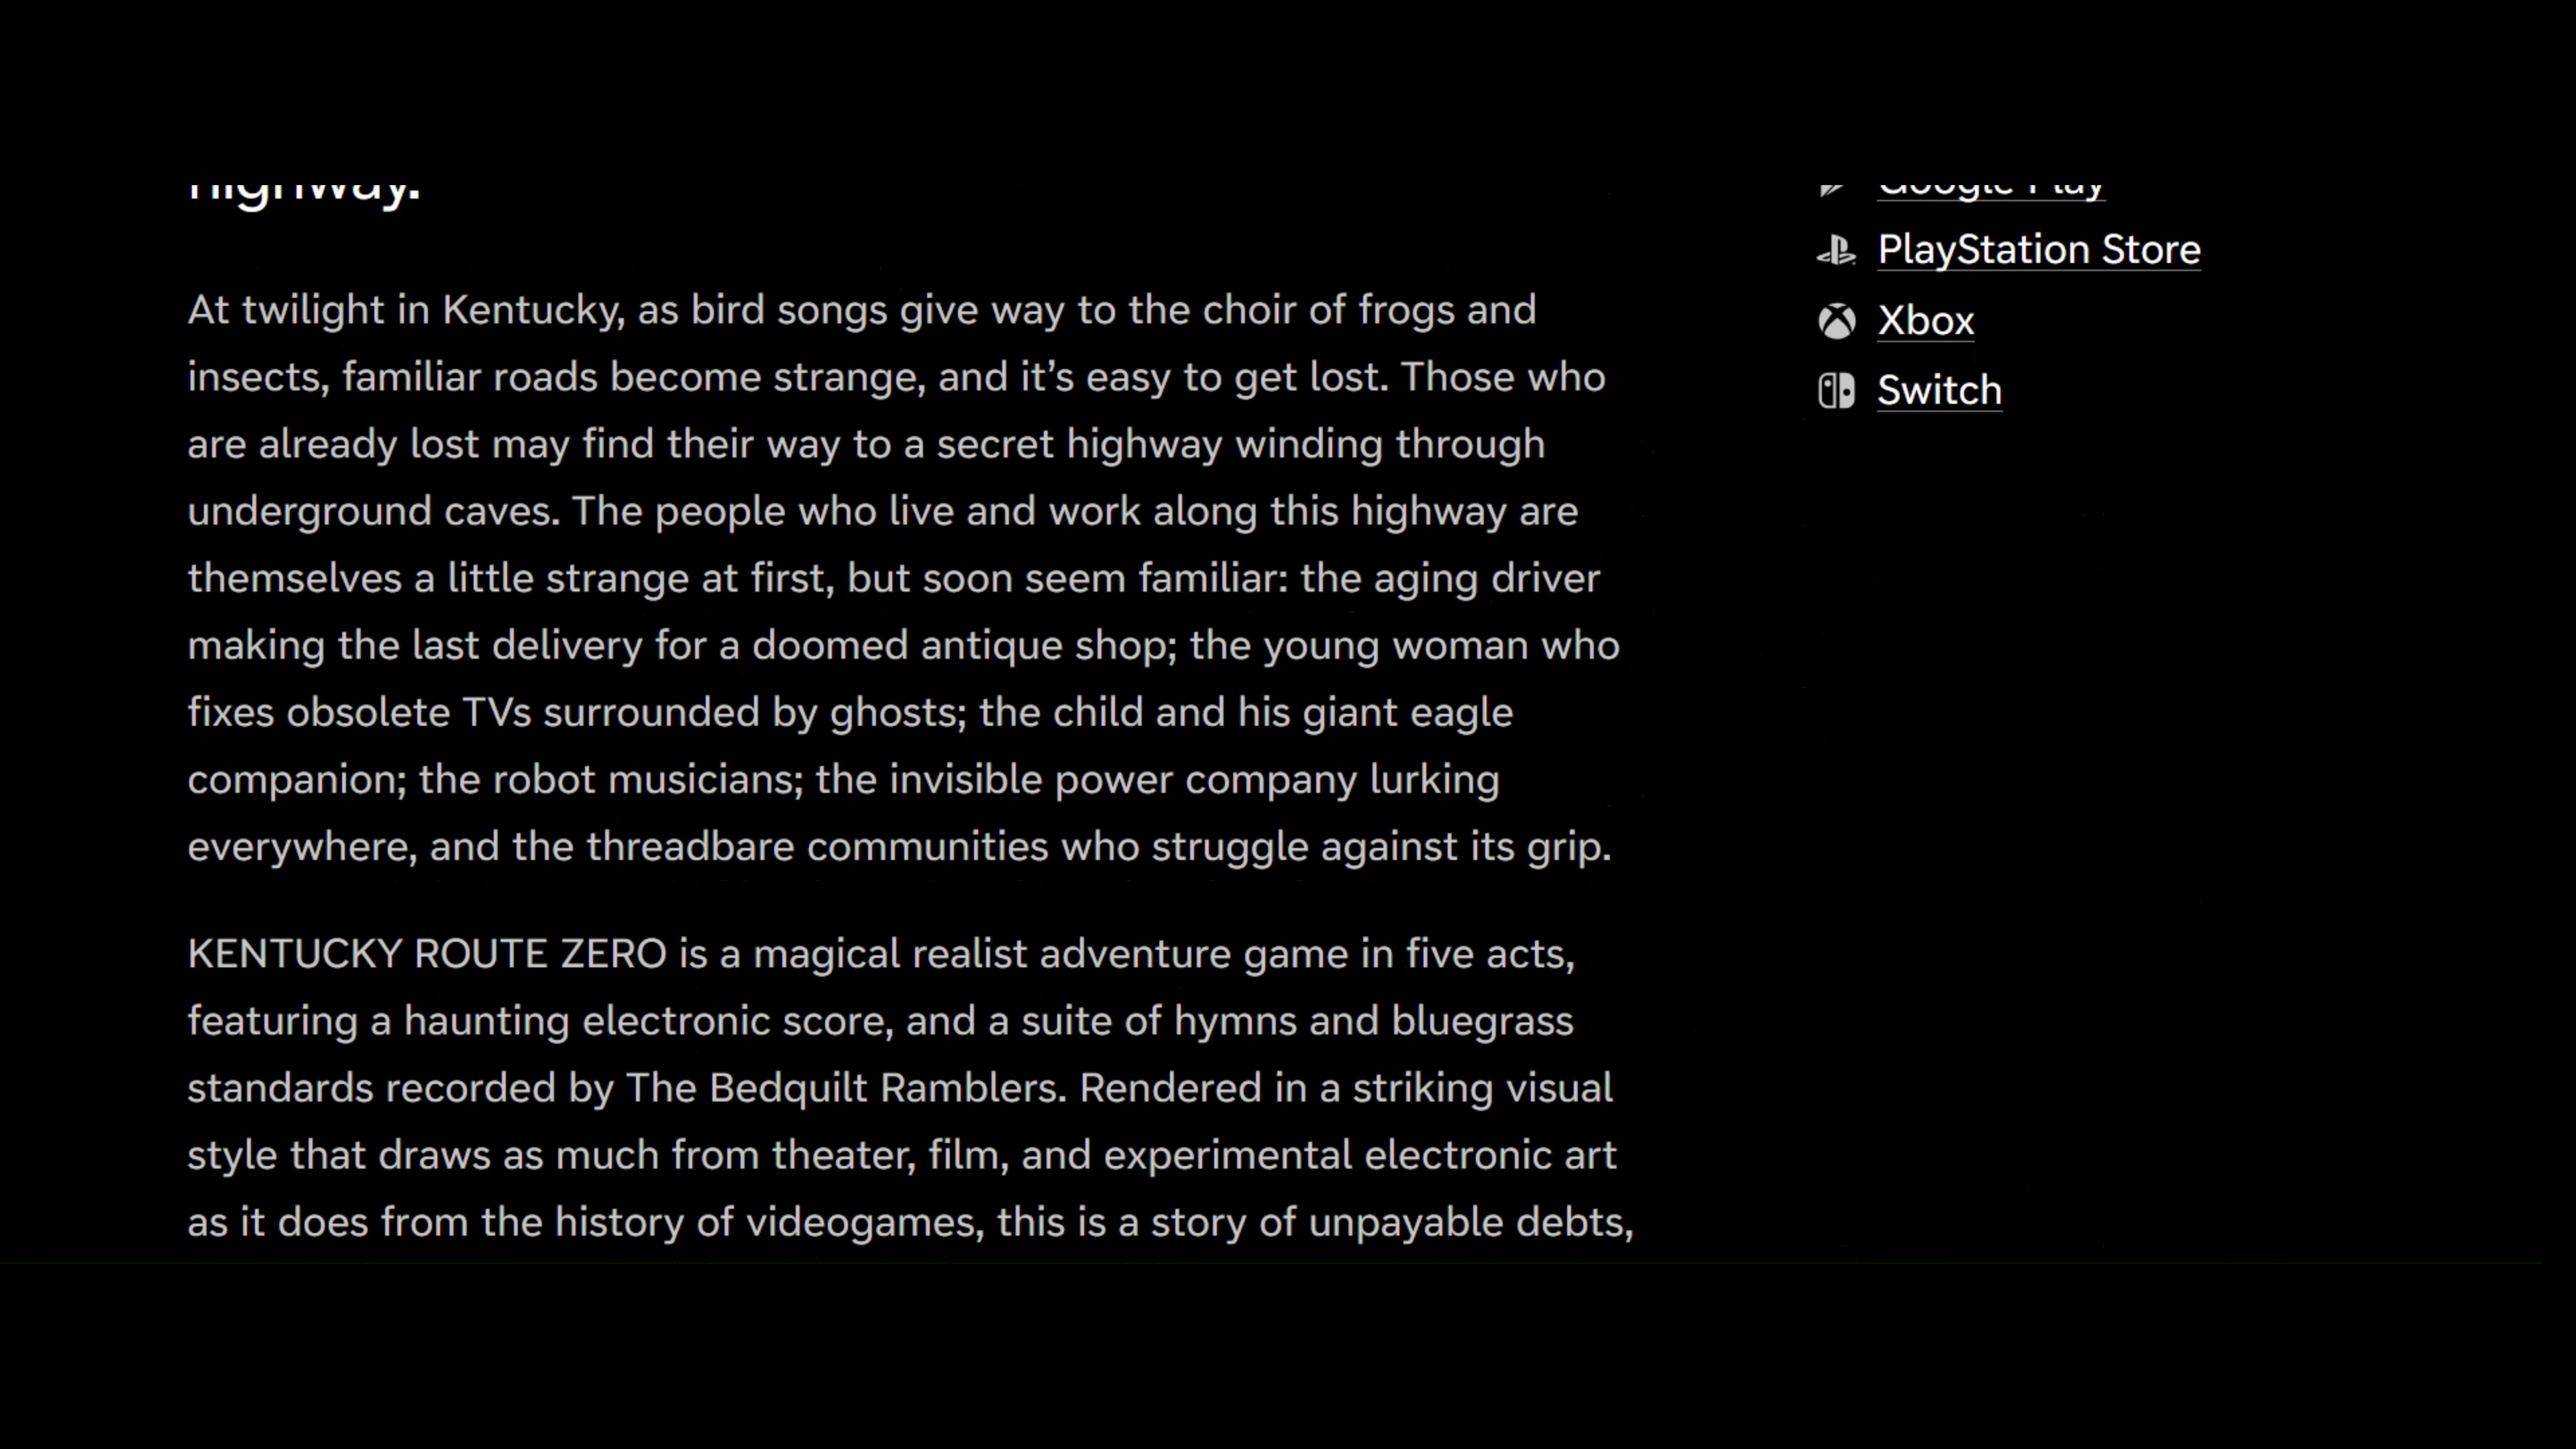 highway.
At twilight in Kentucky, as bird songs give way to the choir of frogs and
insects, familiar roads become strange, and it’s easy to get lost. Those who
are already lost may find their way to a secret highway winding through
underground caves. The people who live and work along this highway are
themselves a little strange at first, but soon seem familiar: the aging driver
making the last delivery for a doomed antique shop; the young woman who
fixes obsolete TVs surrounded by ghosts; the child and his giant eagle
companion; the robot musicians; the invisible power company lurking
everywhere, and the threadbare communities who struggle against its grip.
KENTUCKY ROUTE ZERO is a magical realist adventure game in five acts,
featuring a haunting electronic score, and a suite of hymns and bluegrass
standards recorded by The Bedquilt Ramblers. Rendered in a striking visual
style that draws as much from theater, film, and experimental electronic art
as it does from the history of videogames, this is a story of unpayable debts,
Google Play
PlayStation Store
Xbox
Switch